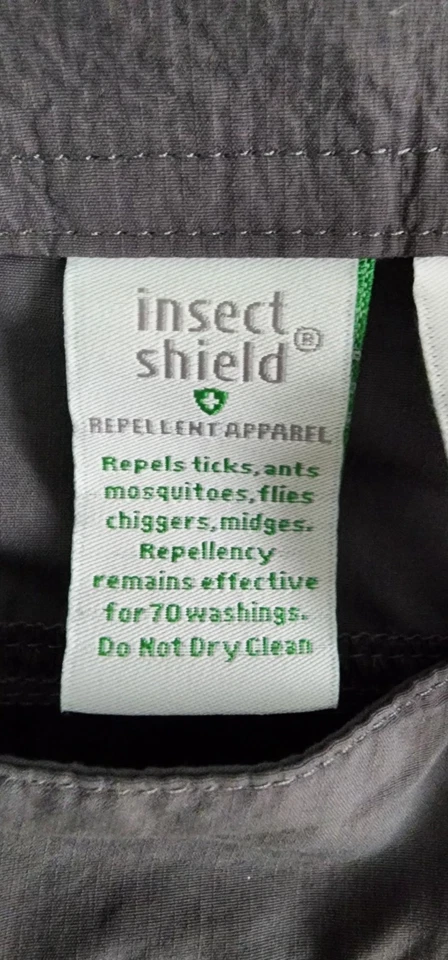 insect
shield®
REPELLENT APPAREL
Repels ticks, ants
mosquitoes, flies
chiggers, midges.
Repellency
remains effective
for 70 washings.
Do Not Dry Clean